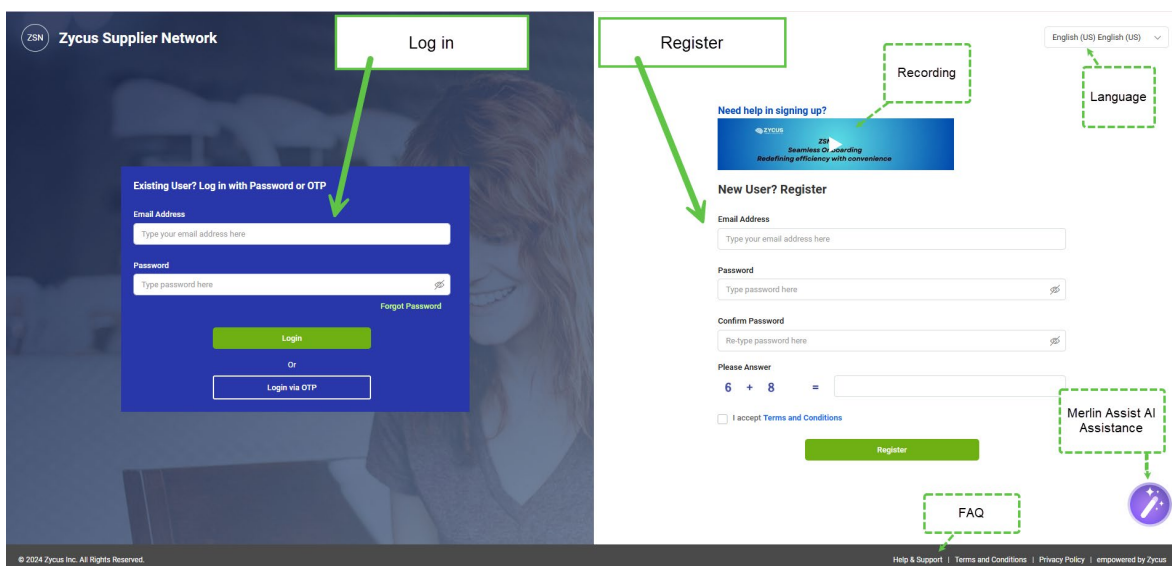 ZSN Zycus Supplier Network
Log in
Existing User? Log in with Password or OTP
Email Address
Type your email address here
Password
Type password here
Forgot Password
Login
Or
Login via OTP
Register
English (US) English (US)
Recording
Language
Need help in signing up?
ZYCUS
Seamless Onboarding
Redefining efficiency with convenience
New User? Register
Email Address
Type your email address here
Password
Type password here
Confirm Password
Re-type password here
Please Answer
6 + 8 =
I accept Terms and Conditions
Register
Merlin Assist AI
Assistance
FAQ
© 2024 Zycus Inc. All Rights Reserved.
Help & Support | Terms and Conditions | Privacy Policy | empowered by Zycus